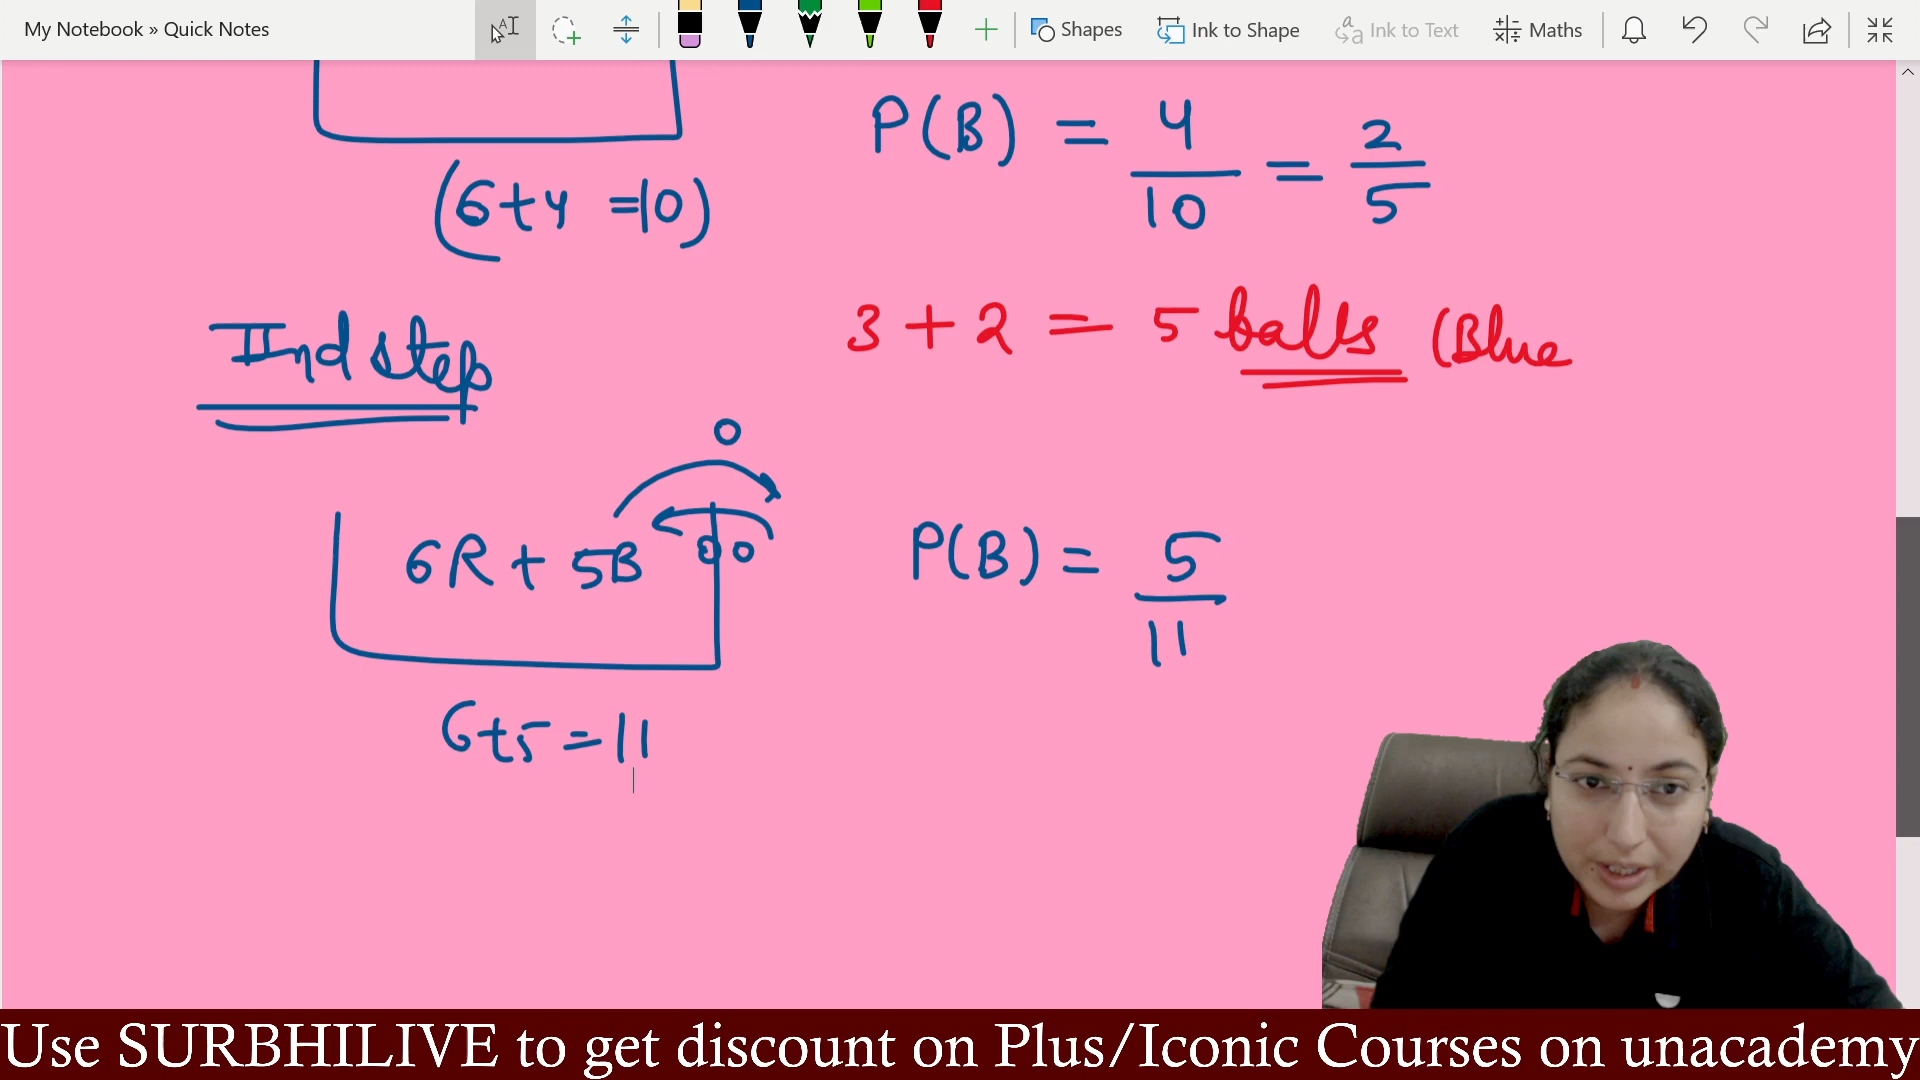 My Notebook » Quick Notes
Shapes
Ink to Shape
Ink to Text
Maths
P(B) = 4/10 = 2/5
(6+4 =10)
3 + 2 = 5 balls (Blue
IInd step
6R + 5B
P(B) = 5/11
6+5=11
Use SURBHILIVE to get discount on Plus/Iconic Courses on unacademy